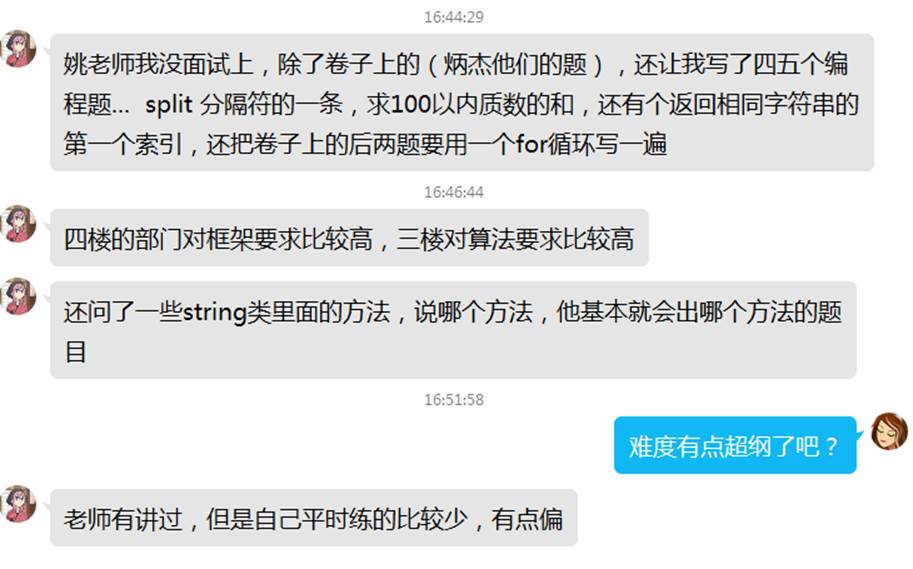 16:44:29
姚老师我没面试上，除了卷子上的（炳杰他们的题），还让我写了四五个编
程题...  split 分隔符的一条，求100以内质数的和，还有个返回相同字符串的
第一个索引，还把卷子上的后两题要用一个for循环写一遍
16:46:44
四楼的部门对框架要求比较高，三楼对算法要求比较高
还问了一些string类里面的方法，说哪个方法，他基本就会出哪个方法的题
目
16:51:58
难度有点超纲了吧？
老师有讲过，但是自己平时练的比较少，有点偏